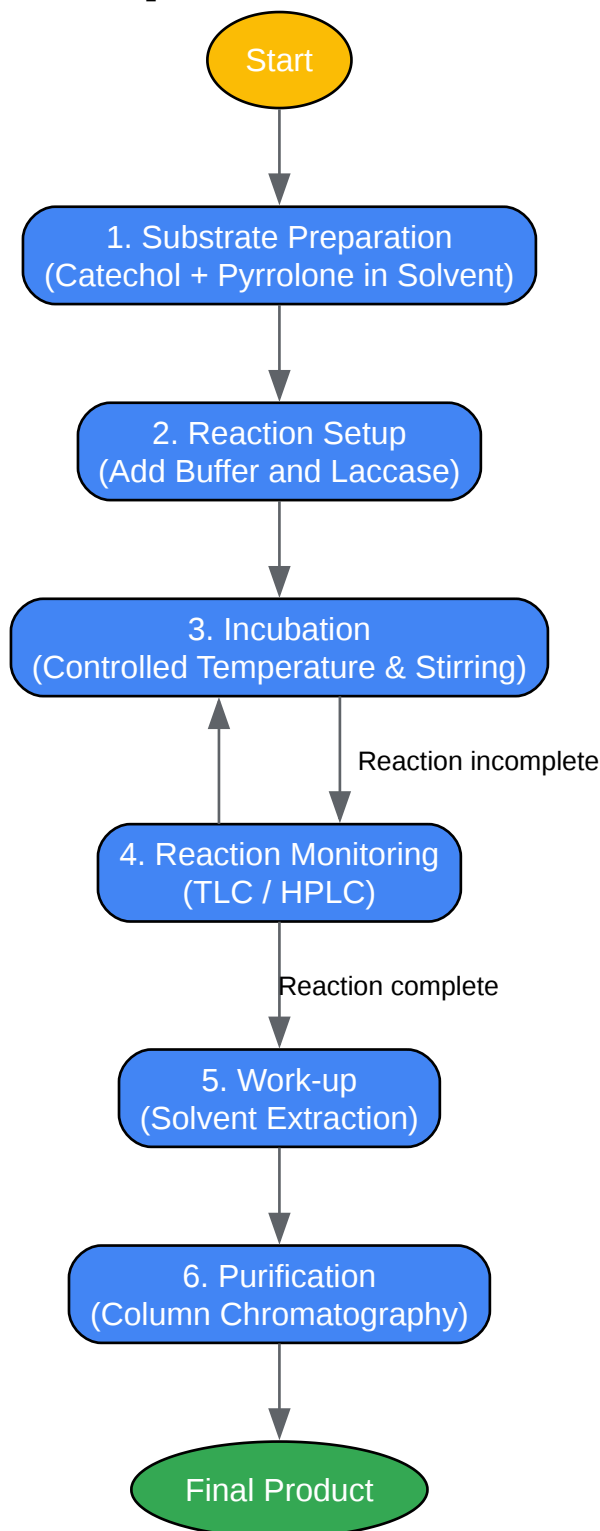 Start
1. Substrate Preparation
(Catechol + Pyrrolone in Solvent)
2. Reaction Setup
(Add Buffer and Laccase)
3. Incubation
(Controlled Temperature & Stirring)
Reaction incomplete
4. Reaction Monitoring
(TLC / HPLC)
Reaction complete
5. Work-up
(Solvent Extraction)
6. Purification
(Column Chromatography)
Final Product